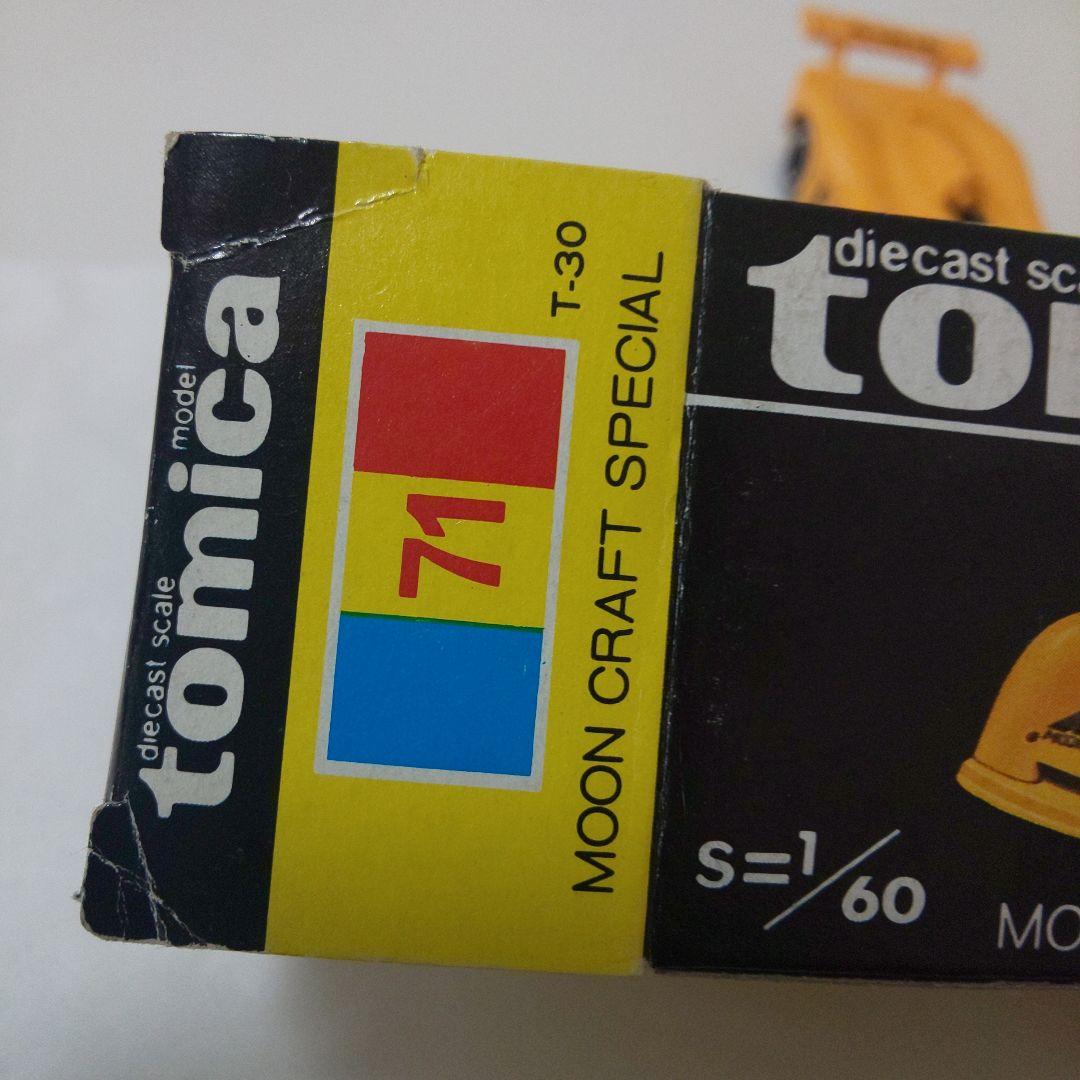 diecast scale model
tomica
71
T-30
MOON CRAFT SPECIAL
diecast sc
to
S=1/60
MO